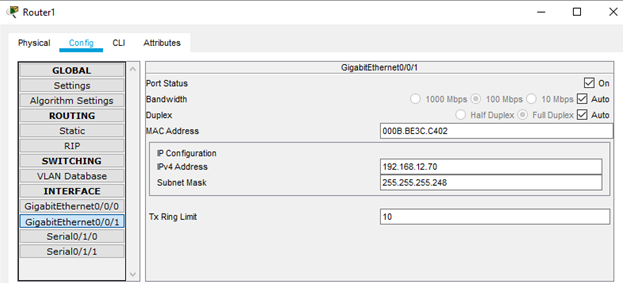 Router1
Physical Config CLI Attributes
GLOBAL
Settings
Algorithm Settings
ROUTING
Static
RIP
SWITCHING
VLAN Database
INTERFACE
GigabitEthernet0/0/0
GigabitEthernet0/0/1
Serial0/1/0
Serial0/1/1
GigabitEthernet0/0/1
Port Status On
Bandwidth 1000 Mbps 100 Mbps 10 Mbps Auto
Duplex Half Duplex Full Duplex Auto
MAC Address 000B.BE3C.C402
IP Configuration
IPv4 Address 192.168.12.70
Subnet Mask 255.255.255.248
Tx Ring Limit 10